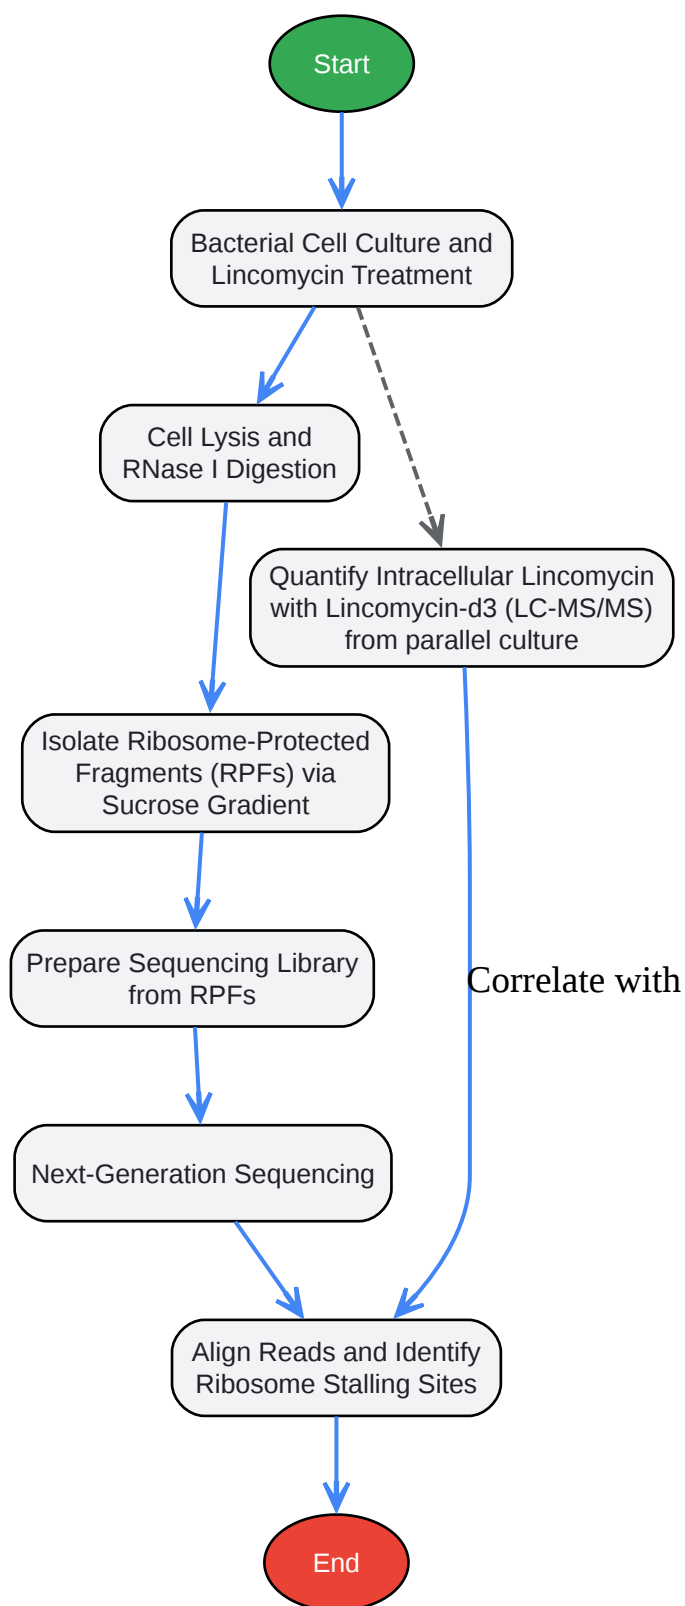 Start
Bacterial Cell Culture and
Lincomycin Treatment
Cell Lysis and
RNase I Digestion
Quantify Intracellular Lincomycin
with Lincomycin-d3 (LC-MS/MS)
from parallel culture
Isolate Ribosome-Protected
Fragments (RPFs) via
Sucrose Gradient
Prepare Sequencing Library
from RPFs
Correlate with
Next-Generation Sequencing
Align Reads and Identify
Ribosome Stalling Sites
End